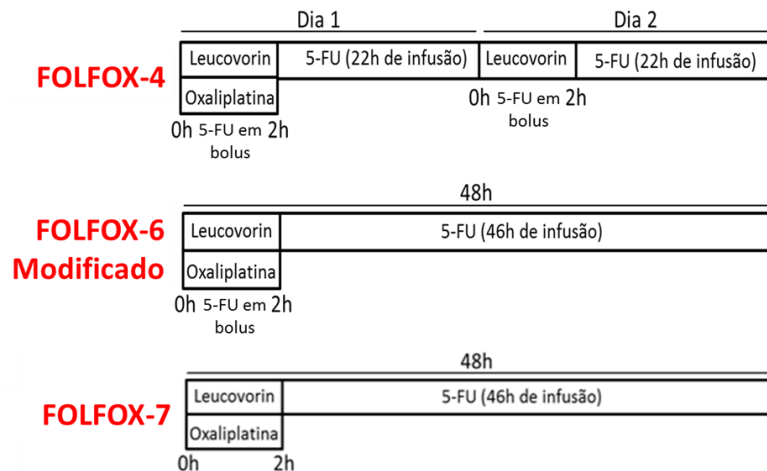 Dia 1 Dia 2
FOLFOX-4
Leucovorin 5-FU (22h de infusão) Leucovorin 5-FU (22h de infusão)
Oxaliplatina
0h 5-FU em 2h 0h 5-FU em 2h
bolus bolus
48h
FOLFOX-6
Modificado
Leucovorin 5-FU (46h de infusão)
Oxaliplatina
0h 5-FU em 2h
bolus
48h
FOLFOX-7
Leucovorin 5-FU (46h de infusão)
Oxaliplatina
0h 2h